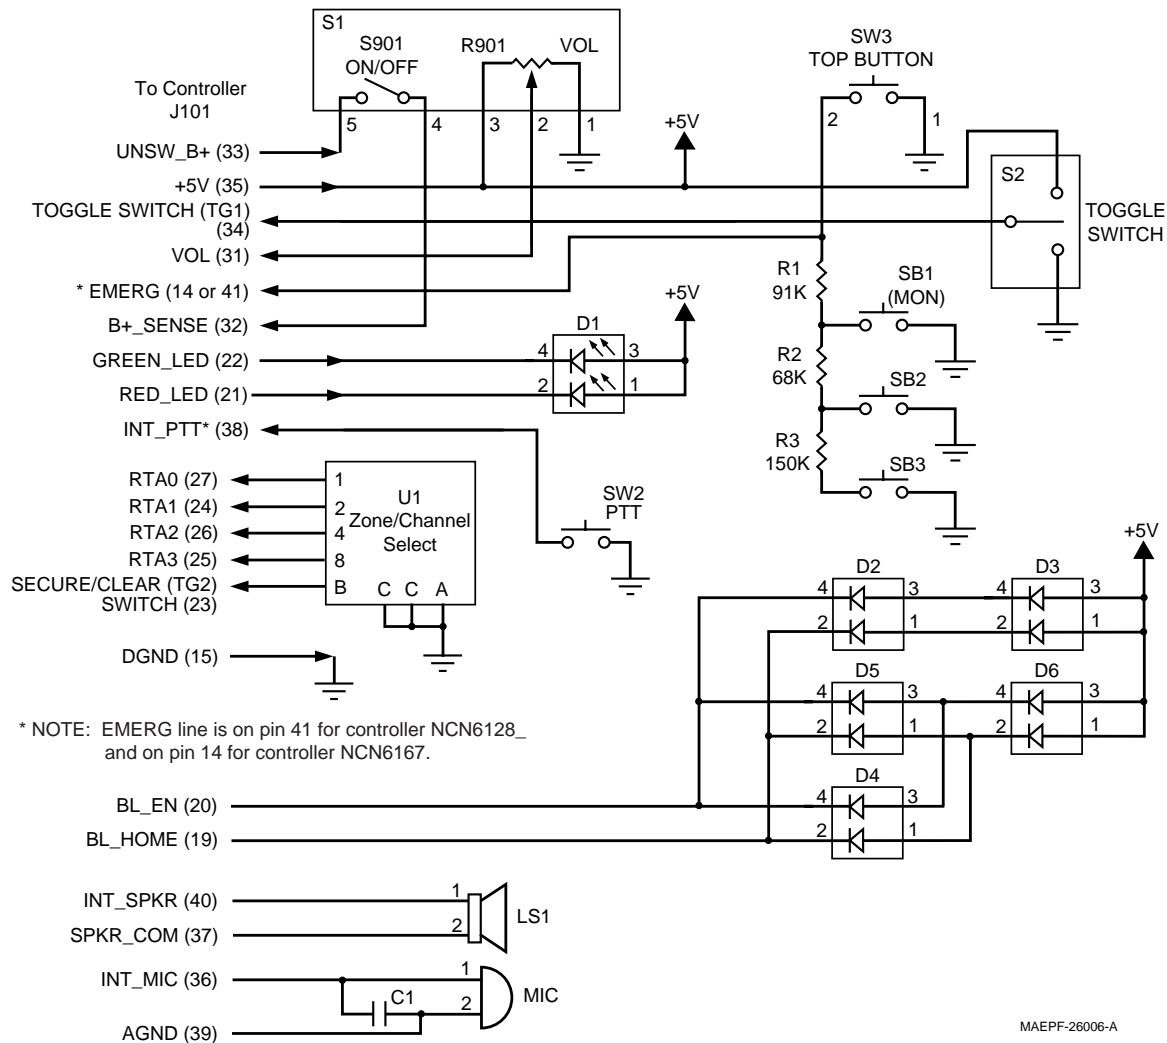 S1
S901
ON/OFF
R901
VOL
5
4
3
2
1
To Controller
J101
SW3
TOP BUTTON
2
1
+5V
UNSW_B+ (33)
+5V (35)
TOGGLE SWITCH (TG1)
(34)
VOL (31)
* EMERG (14 or 41)
B+_SENSE (32)
GREEN_LED (22)
RED_LED (21)
INT_PTT* (38)
S2
TOGGLE
SWITCH
R1
91K
SB1
(MON)
R2
68K
SB2
R3
150K
SB3
+5V
D1
4
3
2
1
RTA0 (27)
RTA1 (24)
RTA2 (26)
RTA3 (25)
SECURE/CLEAR (TG2)
SWITCH (23)
1
2
4
8
B
U1
Zone/Channel
Select
C
C
A
SW2
PTT
DGND (15)
+5V
D2
4
3
2
1
D3
4
3
2
1
D5
4
3
2
1
D6
4
3
2
1
D4
4
3
2
1
* NOTE: EMERG line is on pin 41 for controller NCN6128_
and on pin 14 for controller NCN6167.
BL_EN (20)
BL_HOME (19)
INT_SPKR (40)
SPKR_COM (37)
1
2
LS1
INT_MIC (36)
AGND (39)
1
2
C1
MIC
MAEPF-26006-A